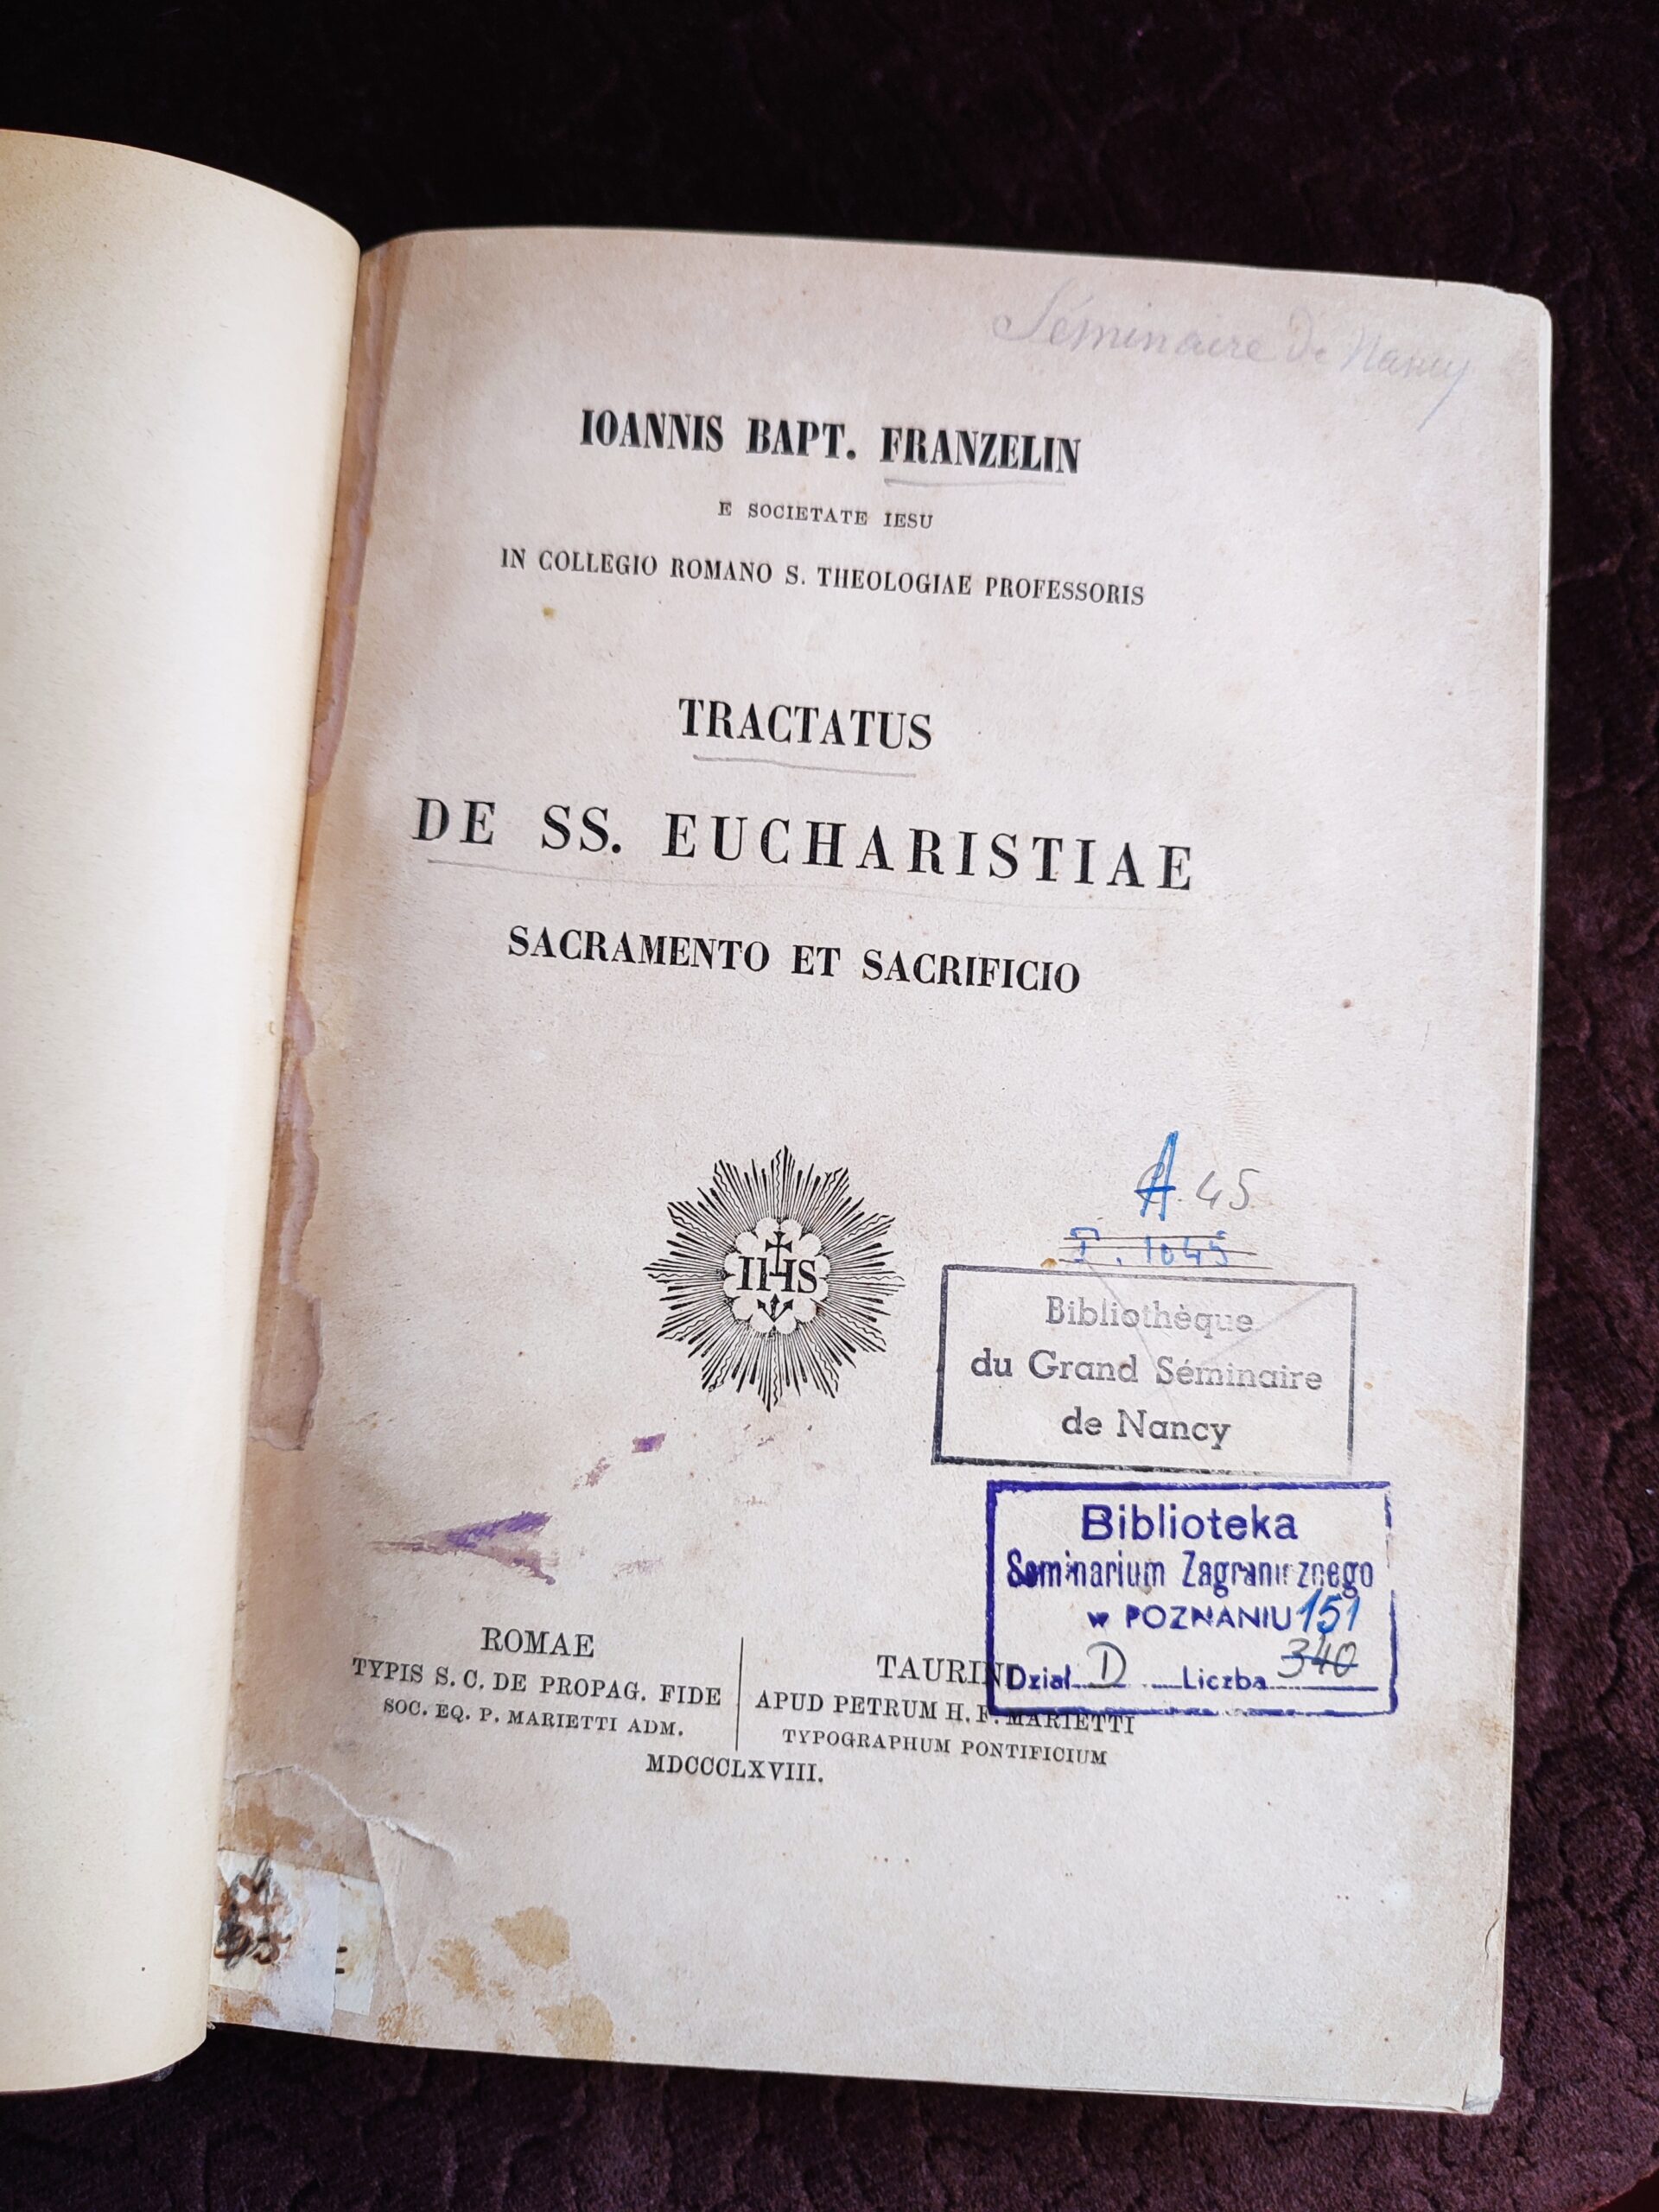 Séminaire de Nancy
IOANNIS BAPT. FRANZELIN
E SOCIETATE IESU
IN COLLEGIO ROMANO S. THEOLOGIAE PROFESSORIS
TRACTATUS
DE SS. EUCHARISTIAE
SACRAMENTO ET SACRIFICIO
A 45
T. 1045
IHS
Bibliothèque
du Grand Séminaire
de Nancy
Biblioteka
Seminarium Zagranicznego
w POZNANIU 151
Dział D Liczba 340
ROMAE
TYPIS S. C. DE PROPAG. FIDE
SOC. EQ. P. MARIETTI ADM.
TAURINI
APUD PETRUM H. F. MARIETTI
TYPOGRAPHUM PONTIFICIUM
MDCCCLXVIII.